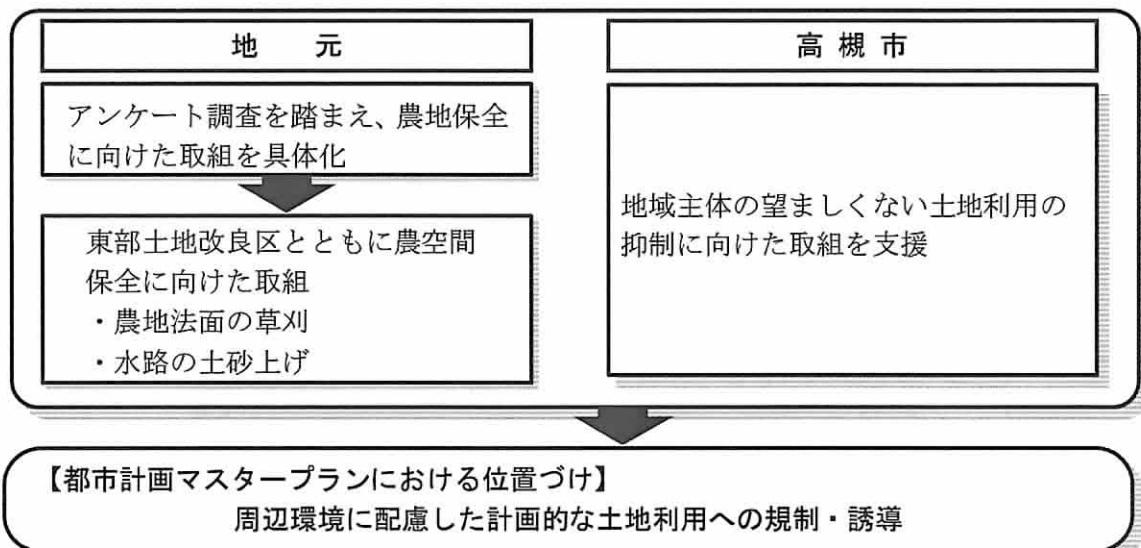 地　元
アンケート調査を踏まえ、農地保全
に向けた取組を具体化
東部土地改良区とともに農空間
保全に向けた取組
・農地法面の草刈
・水路の土砂上げ
高 槻 市
地域主体の望ましくない土地利用の
抑制に向けた取組を支援
【都市計画マスタープランにおける位置づけ】
周辺環境に配慮した計画的な土地利用への規制・誘導